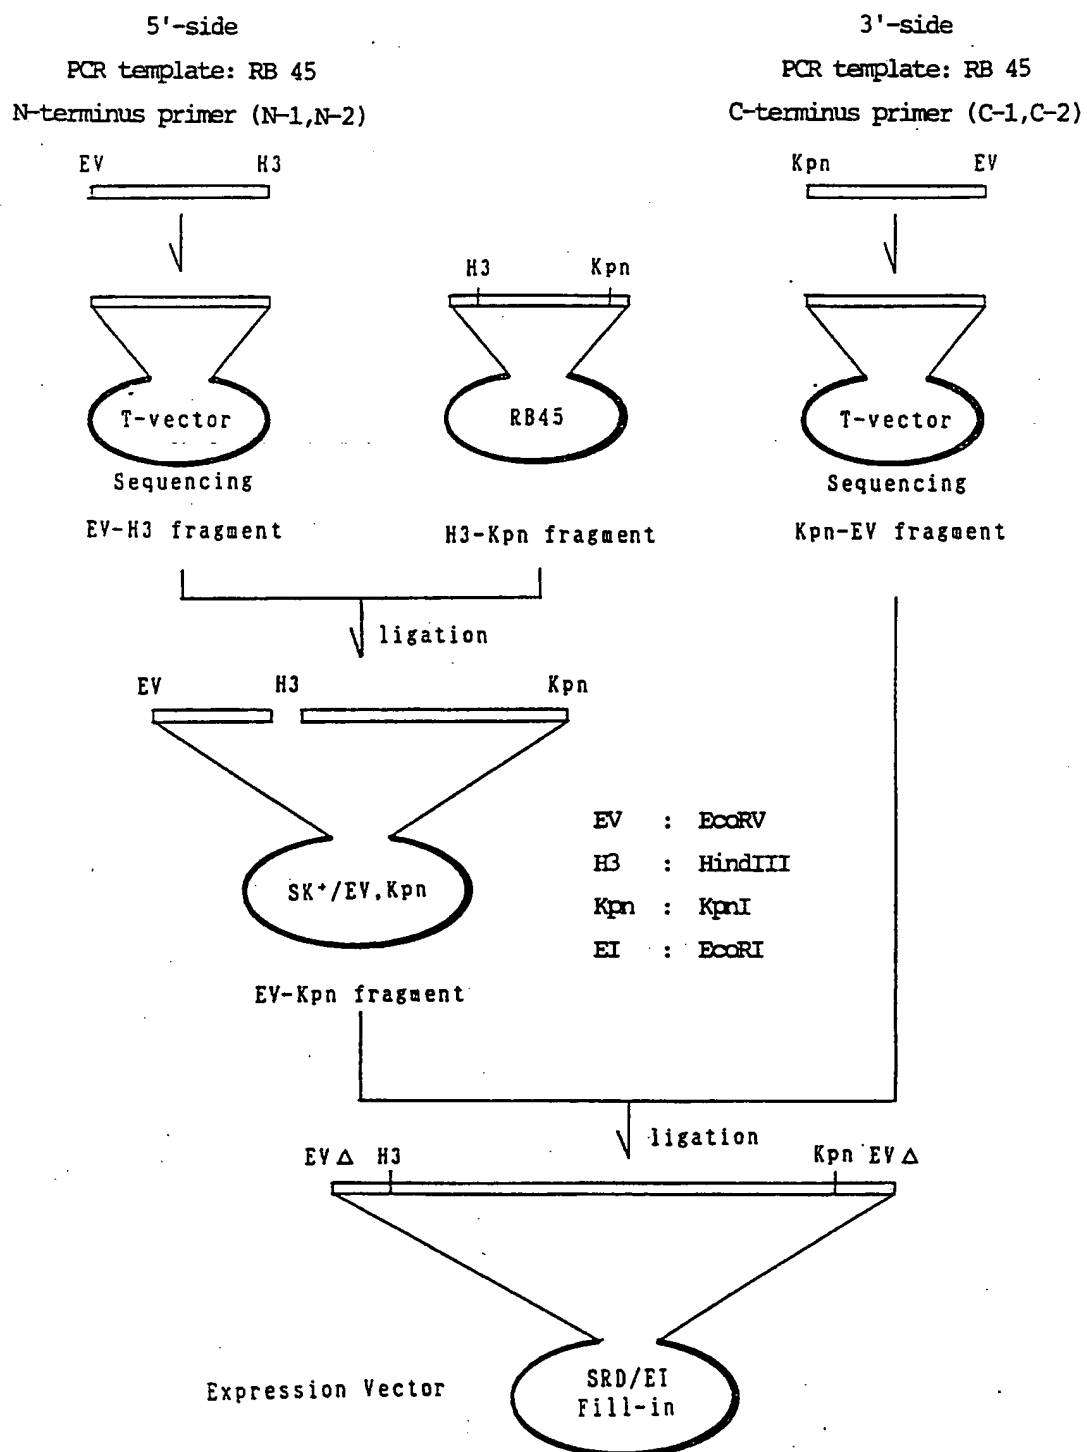 5'-side
PCR template: RB 45
N-terminus primer (N-1,N-2)
3'-side
PCR template: RB 45
C-terminus primer (C-1,C-2)
EV H3
Kpn EV
H3 Kpn
T-vector
RB45
T-vector
Sequencing
Sequencing
EV-H3 fragment
H3-Kpn fragment
Kpn-EV fragment
ligation
EV H3 Kpn
SK⁺/EV,Kpn
EV : EcoRV
H3 : HindIII
Kpn : KpnI
EI : EcoRI
EV-Kpn fragment
ligation
EV△ H3 Kpn EV△
Expression Vector
SRD/EI
Fill-in